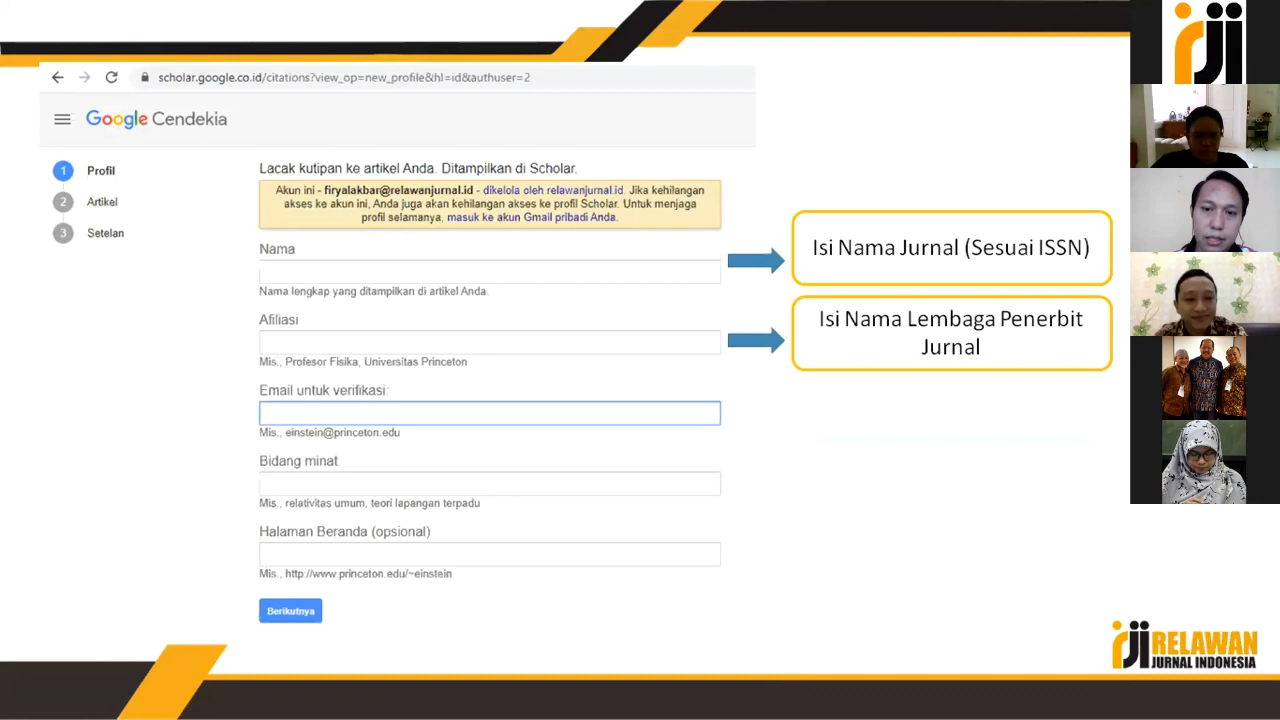 scholar.google.co.id/citations?view_op=new_profile&hl=id&authuser=2
Google Cendekia
1 Profil
2 Artikel
3 Setelan
Lacak kutipan ke artikel Anda. Ditampilkan di Scholar.
Akun ini - firyalakbar@relawanjurnal.id - dikelola oleh relawanjurnal.id. Jika kehilangan
akses ke akun ini, Anda juga akan kehilangan akses ke profil Scholar. Untuk menjaga
profil selamanya, masuk ke akun Gmail pribadi Anda.
Nama
Nama lengkap yang ditampilkan di artikel Anda.
Afiliasi
Mis., Profesor Fisika, Universitas Princeton
Email untuk verifikasi:
Mis., einstein@princeton.edu
Bidang minat
Mis., relativitas umum, teori lapangan terpadu
Halaman Beranda (opsional)
Mis., http://www.princeton.edu/~einstein
Berikutnya
Isi Nama Jurnal (Sesuai ISSN)
Isi Nama Lembaga Penerbit
Jurnal
rji
rji RELAWAN
JURNAL INDONESIA